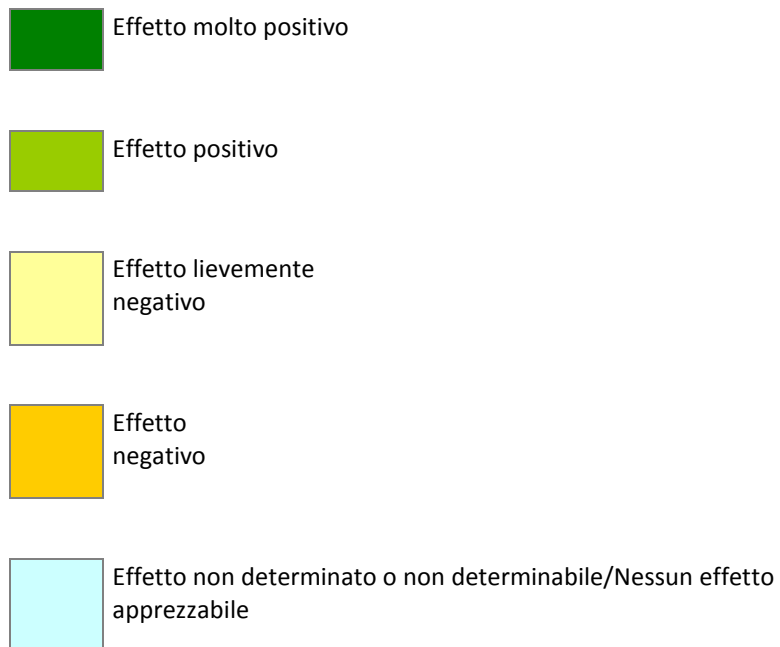 Effetto molto positivo
Effetto positivo
Effetto lievemente
negativo
Effetto
negativo
Effetto non determinato o non determinabile/Nessun effetto
apprezzabile